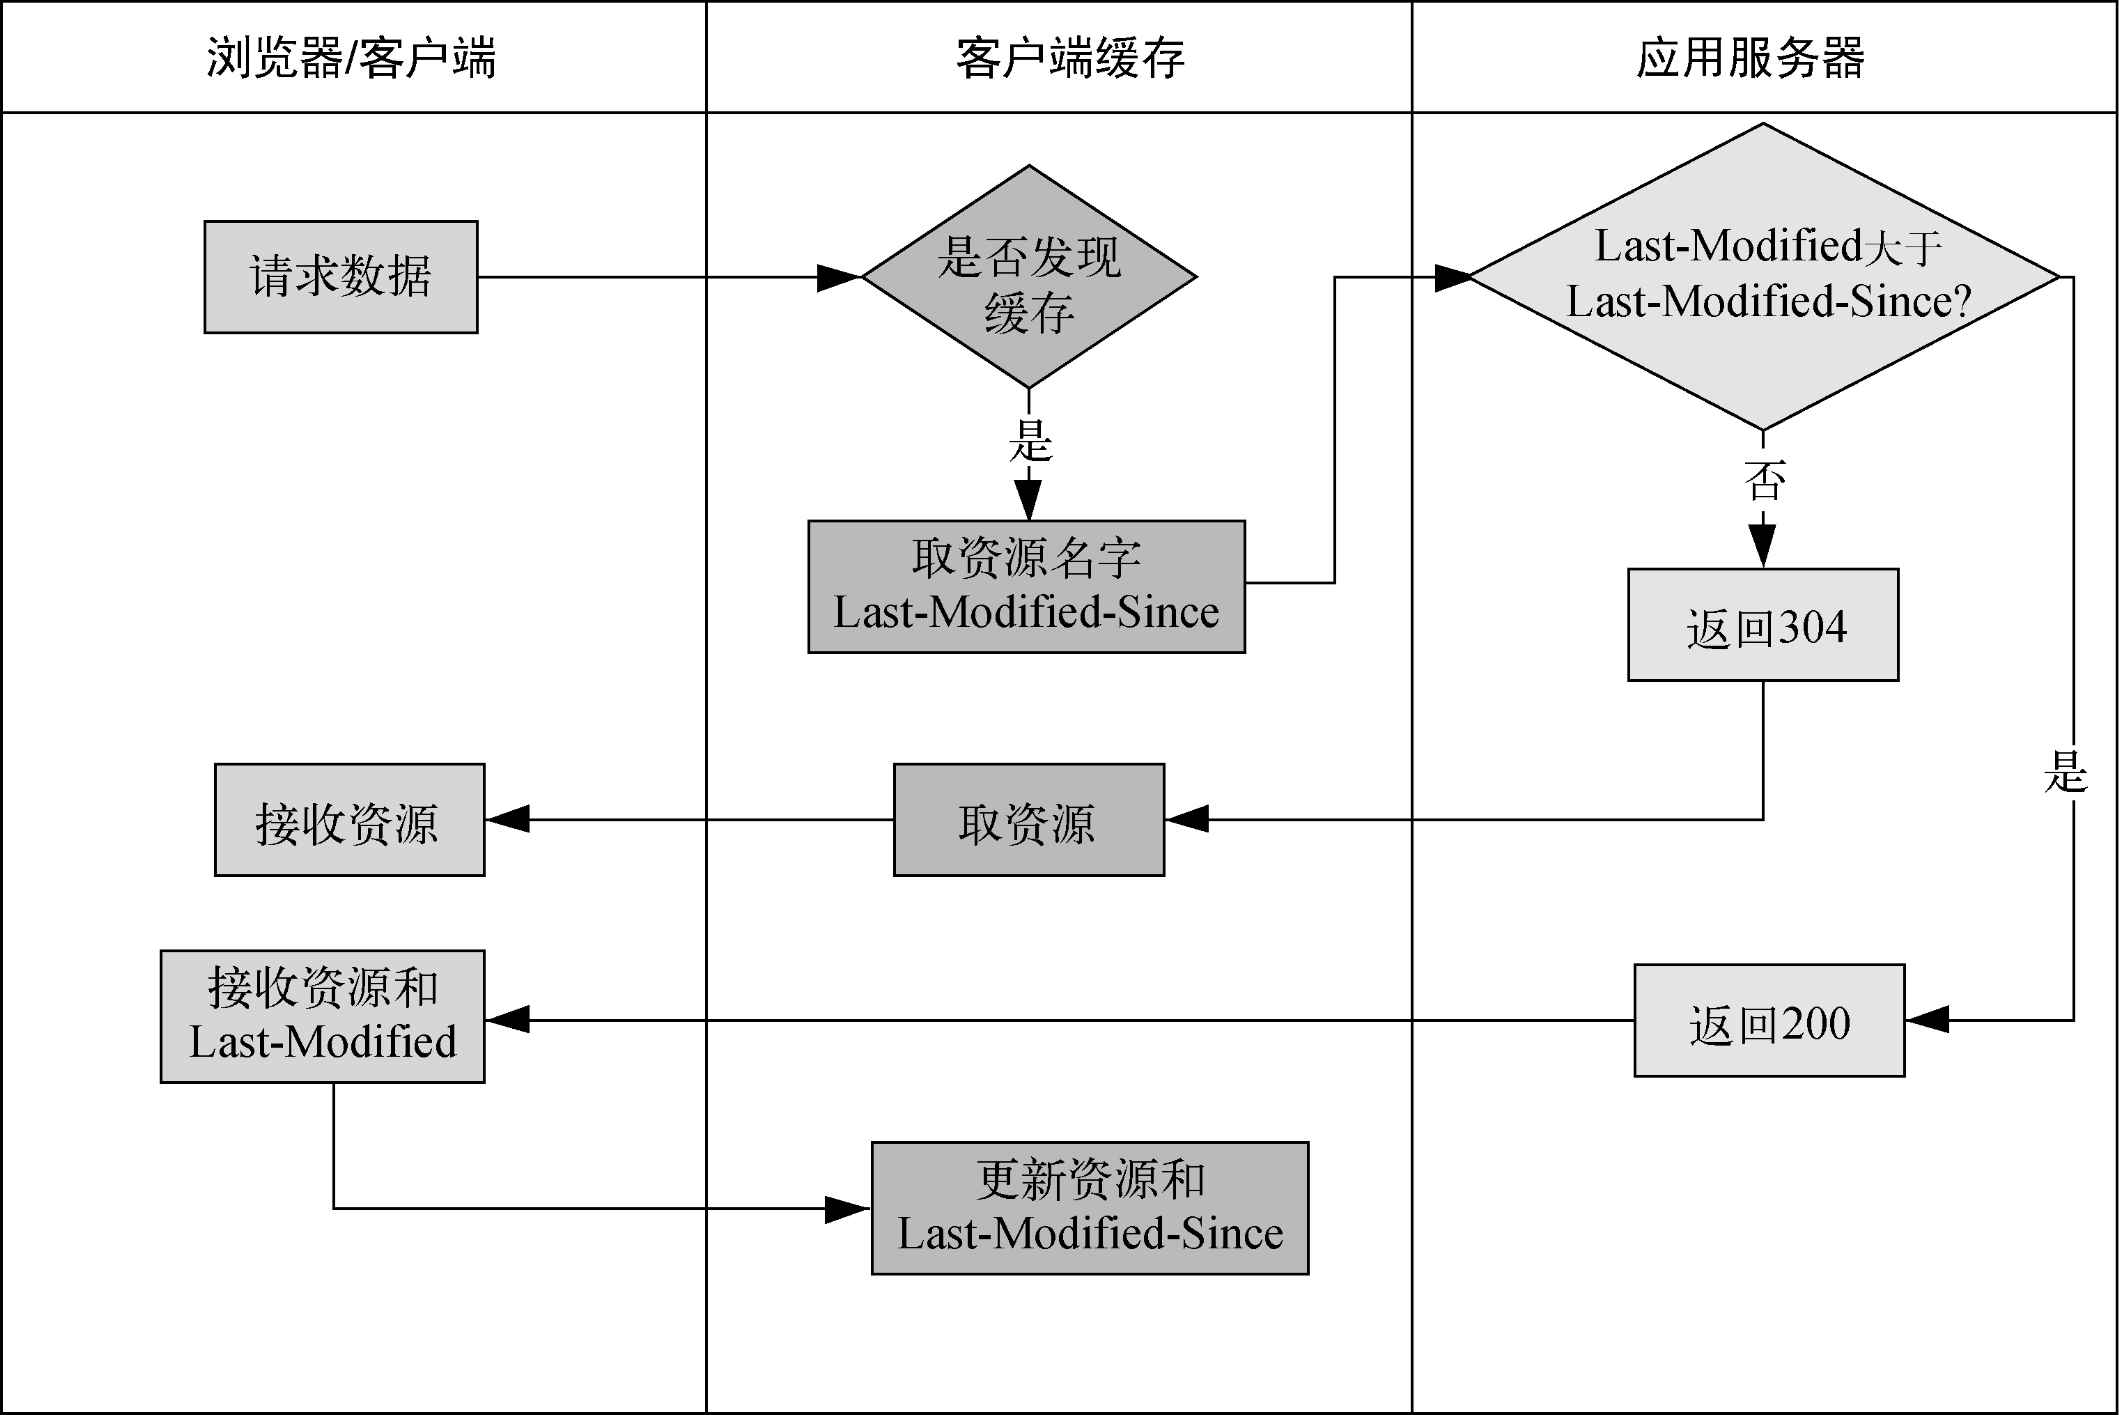 浏览器/客户端
客户端缓存
应用服务器
请求数据
是否发现
缓存
Last-Modified大于
Last-Modified-Since?
是
否
取资源名字
Last-Modified-Since
返回304
是
接收资源
取资源
接收资源和
Last-Modified
返回200
更新资源和
Last-Modified-Since